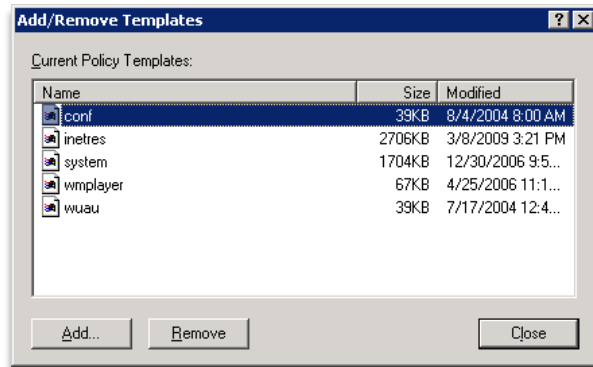 Add/Remove Templates
Current Policy Templates:
Name Size Modified
conf 39KB 8/4/2004 8:00 AM
inetres 2706KB 3/8/2009 3:21 PM
system 1704KB 12/30/2006 9:5...
wmplayer 67KB 4/25/2006 11:1...
wuau 39KB 7/17/2004 12:4...
Add... Remove Close